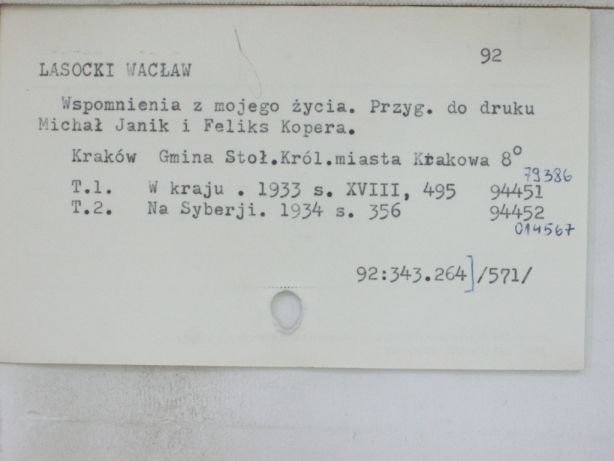 92
LASOCKI WACŁAW
Wspomnienia z mojego życia. Przyg. do druku
Michał Janik i Feliks Kopera.
Kraków Gmina Stoł.Król.miasta Krakowa 8°
79386
T.1. W kraju . 1933 s. XVIII, 495 94451
T.2. Na Syberji. 1934 s. 356 94452
014567
92:343.264]/571/